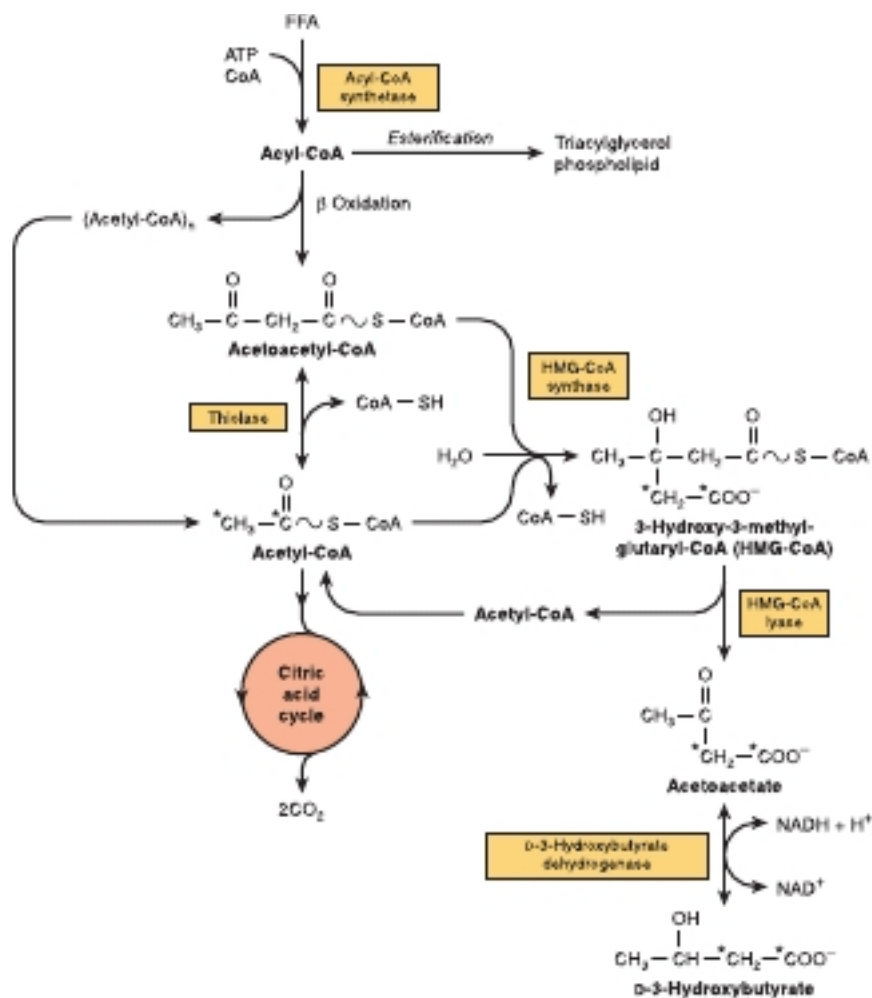 FFA
ATP
CoA
Acyl-CoA
synthetase
Acyl-CoA
Esterification
Triacylglycerol
phospholipid
β Oxidation
(Acetyl-CoA)ₙ
O O
CH₃ — C — CH₂ — C ~ S — CoA
Acetoacetyl-CoA
HMG-CoA
synthase
Thiolase
CoA — SH
OH O
H₂O
CH₃ — C — CH₂ — C ~ S — CoA
*CH₂ — *COO⁻
O
*CH₃ — *C ~ S — CoA
CoA — SH
3-Hydroxy-3-methyl-
glutaryl-CoA (HMG-CoA)
Acetyl-CoA
Acetyl-CoA
HMG-CoA
lyase
Citric
acid
cycle
O
CH₃ — C
*CH₂ — *COO⁻
Acetoacetate
2CO₂
NADH + H⁺
D-3-Hydroxybutyrate
dehydrogenase
NAD⁺
OH
CH₃ — CH — *CH₂ — *COO⁻
D-3-Hydroxybutyrate